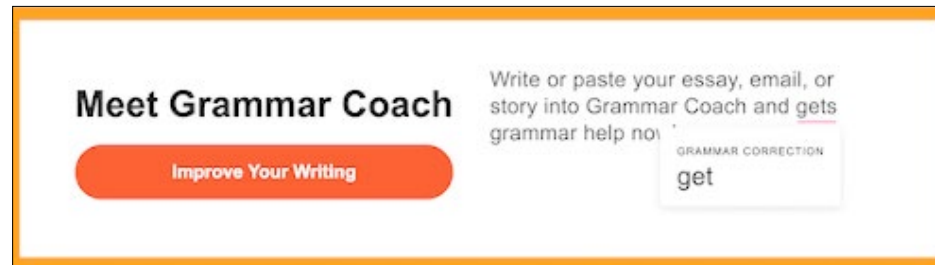 Meet Grammar Coach
Improve Your Writing
Write or paste your essay, email, or
story into Grammar Coach and gets
grammar help
GRAMMAR CORRECTION
get